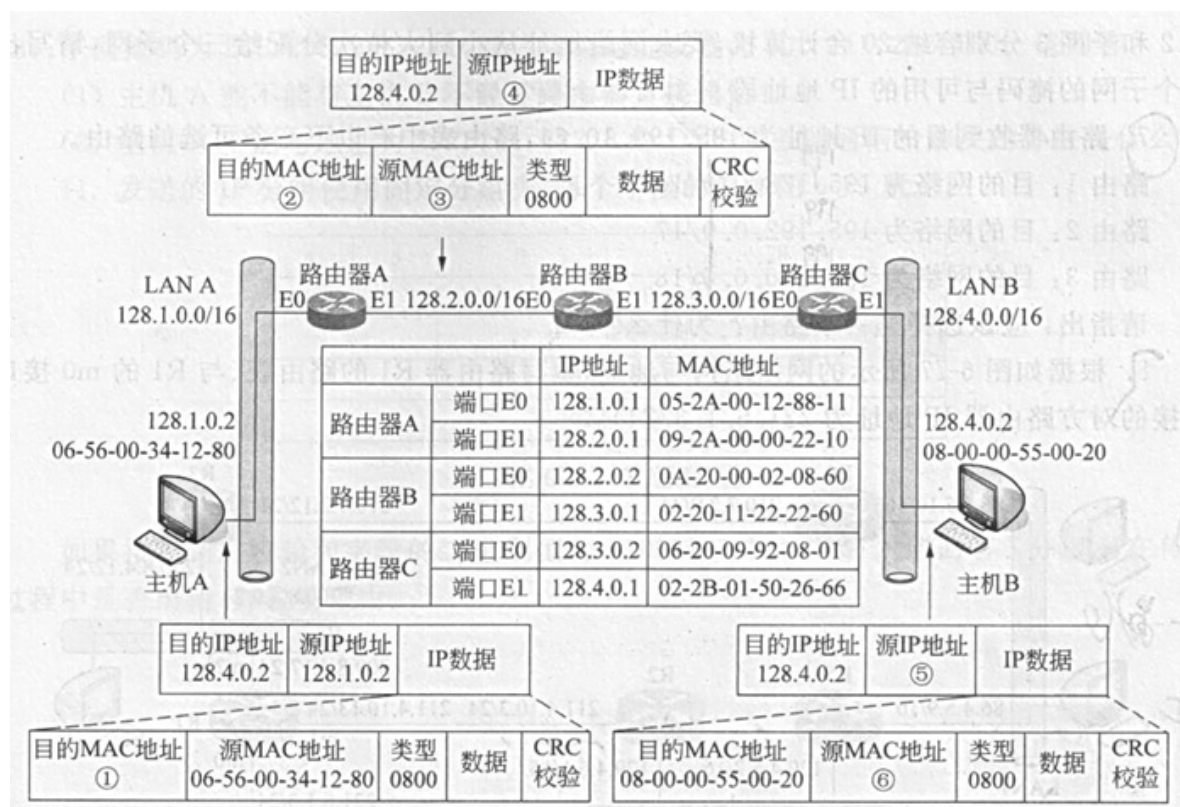 目的IP地址 128.4.0.2
源IP地址 ④
IP数据
目的MAC地址 ②
源MAC地址 ③
类型 0800
数据
CRC 校验
LAN A
128.1.0.0/16
路由器A
路由器B
路由器C
LAN B
128.4.0.0/16
E0
E1 128.2.0.0/16E0
E1 128.3.0.0/16E0
E1
IP地址 MAC地址
路由器A
端口E0 128.1.0.1 05-2A-00-12-88-11
端口E1 128.2.0.1 09-2A-00-00-22-10
路由器B
端口E0 128.2.0.2 0A-20-00-02-08-60
端口E1 128.3.0.1 02-20-11-22-22-60
路由器C
端口E0 128.3.0.2 06-20-09-92-08-01
端口E1 128.4.0.1 02-2B-01-50-26-66
128.1.0.2
06-56-00-34-12-80
主机A
128.4.0.2
08-00-00-55-00-20
主机B
目的IP地址 128.4.0.2
源IP地址 128.1.0.2
IP数据
目的IP地址 128.4.0.2
源IP地址 ⑤
IP数据
目的MAC地址 ①
源MAC地址 06-56-00-34-12-80
类型 0800
数据
CRC 校验
目的MAC地址 08-00-00-55-00-20
源MAC地址 ⑥
类型 0800
数据
CRC 校验